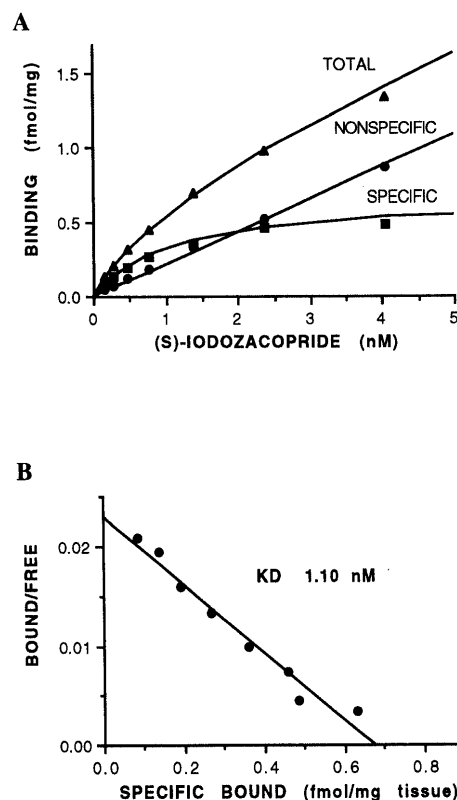 A
TOTAL
NONSPECIFIC
SPECIFIC
BINDING (fmol/mg)
1.5
1.0
0.5
0.0
0 1 2 3 4 5
(S)-IODOZACOPRIDE (nM)
B
KD 1.10 nM
BOUND/FREE
0.02
0.01
0.00
0.0 0.2 0.4 0.6 0.8
SPECIFIC BOUND (fmol/mg tissue)